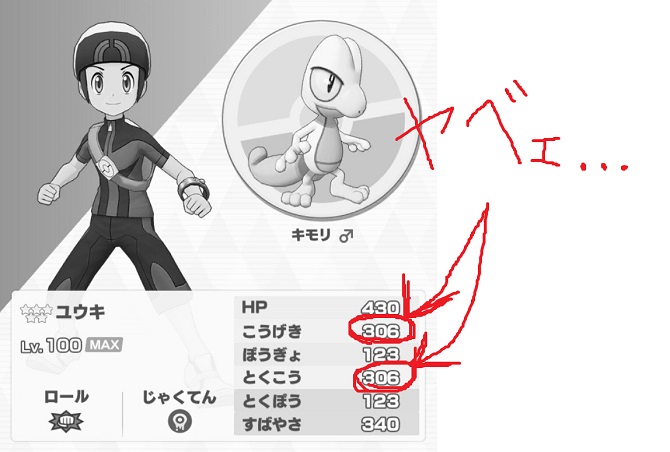 ヤベェ...
キモリ ♂
ユウキ
Lv.100 MAX
ロール
じゃくてん
HP 430
こうげき 306
ぼうぎょ 123
とくこう 306
とくぼう 123
すばやさ 340